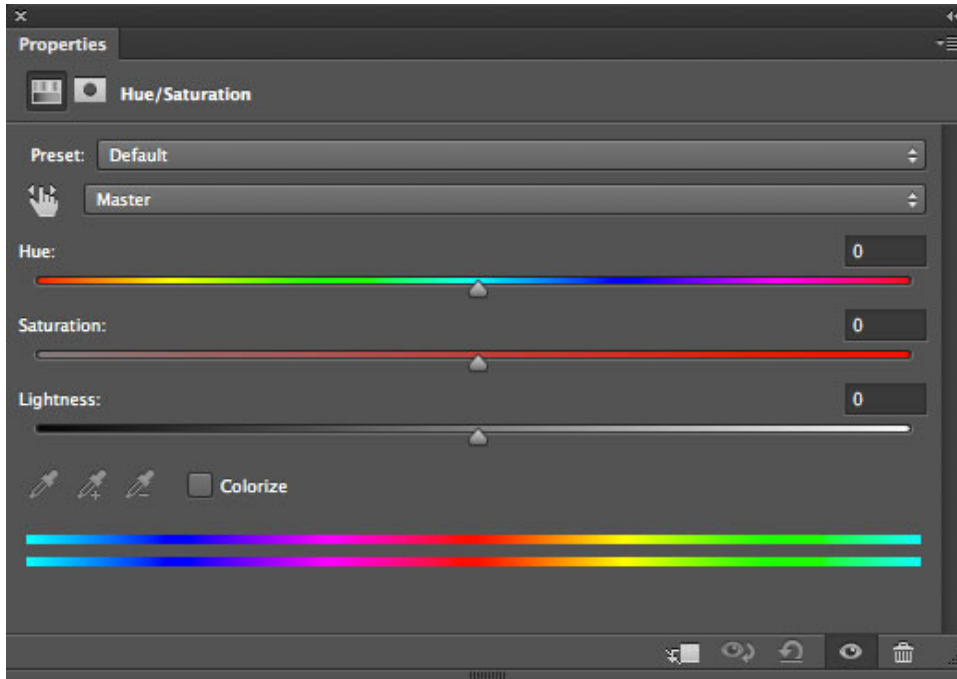 Properties
Hue/Saturation
Preset: Default
Master
Hue: 0
Saturation: 0
Lightness: 0
Colorize